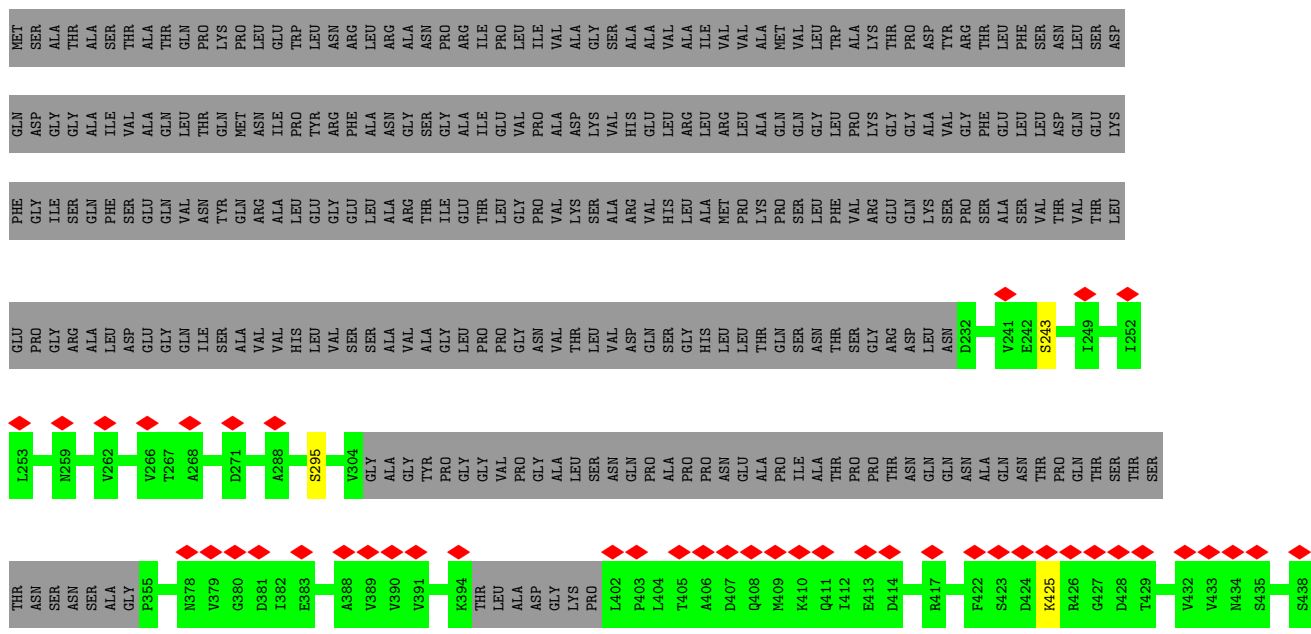 MET SER ALA THR ALA SER THR ALA THR GLN PRO LYS PRO LEU GLU TRP LEU ASN ARG LEU ARG ALA ASN PRO ARG ILE PRO LEU ILE VAL ALA GLY SER ALA ALA VAL ALA ILE VAL VAL ALA MET VAL LEU TRP ALA LYS THR PRO ASP TYR ARG THR LEU PHE SER ASN LEU SER ASP
GLN ASP GLY GLY ALA ILE VAL ALA GLN LEU THR GLN MET ASN ILE PRO TYR ARG PHE ALA ASN GLY SER GLY ALA ILE GLU VAL PRO ALA ASP LYS VAL HIS GLU LEU ARG LEU ARG LEU ALA GLN GLN GLY LEU PRO LYS GLY GLY ALA VAL GLY PHE GLU LEU LEU ASP GLN GLU LYS
PHE GLY ILE SER GLN PHE SER GLU GLN VAL ASN TYR GLN ARG ALA LEU GLU GLY GLU LEU ALA ARG THR ILE GLU THR LEU GLY PRO VAL LYS SER ALA ARG VAL HIS LEU ALA MET PRO LYS PRO SER LEU PHE VAL ARG GLU GLN LYS SER PRO SER ALA SER VAL THR VAL THR LEU
GLU PRO GLY ARG ALA LEU ASP GLU GLY GLN ILE SER ALA VAL VAL HIS LEU VAL SER SER ALA VAL ALA GLY LEU PRO PRO GLY ASN VAL THR LEU VAL ASP GLN SER GLY HIS LEU LEU THR GLN SER ASN THR SER GLY ARG ASP LEU ASN D232 V241 E242 S243 I249 I252
L253 N259 V262 V266 T267 A268 D271 A288 S295 V304 GLY ALA GLY TYR PRO GLY GLY VAL PRO GLY ALA LEU SER ASN GLN PRO ALA PRO PRO ASN GLU ALA PRO ILE ALA THR PRO PRO THR ASN GLN GLN ASN ALA GLN ASN THR PRO GLN THR SER THR SER
THR ASN SER ASN SER ALA GLY P355 N378 V379 G380 D381 I382 E383 A388 V389 V390 V391 K394 THR LEU ALA ASP GLY LYS PRO L402 P403 L404 T405 A406 D407 Q408 M409 K410 Q411 I412 E413 D414 R417 F422 S423 D424 K425 R426 G427 D428 T429 V432 V433 N434 S435 S438